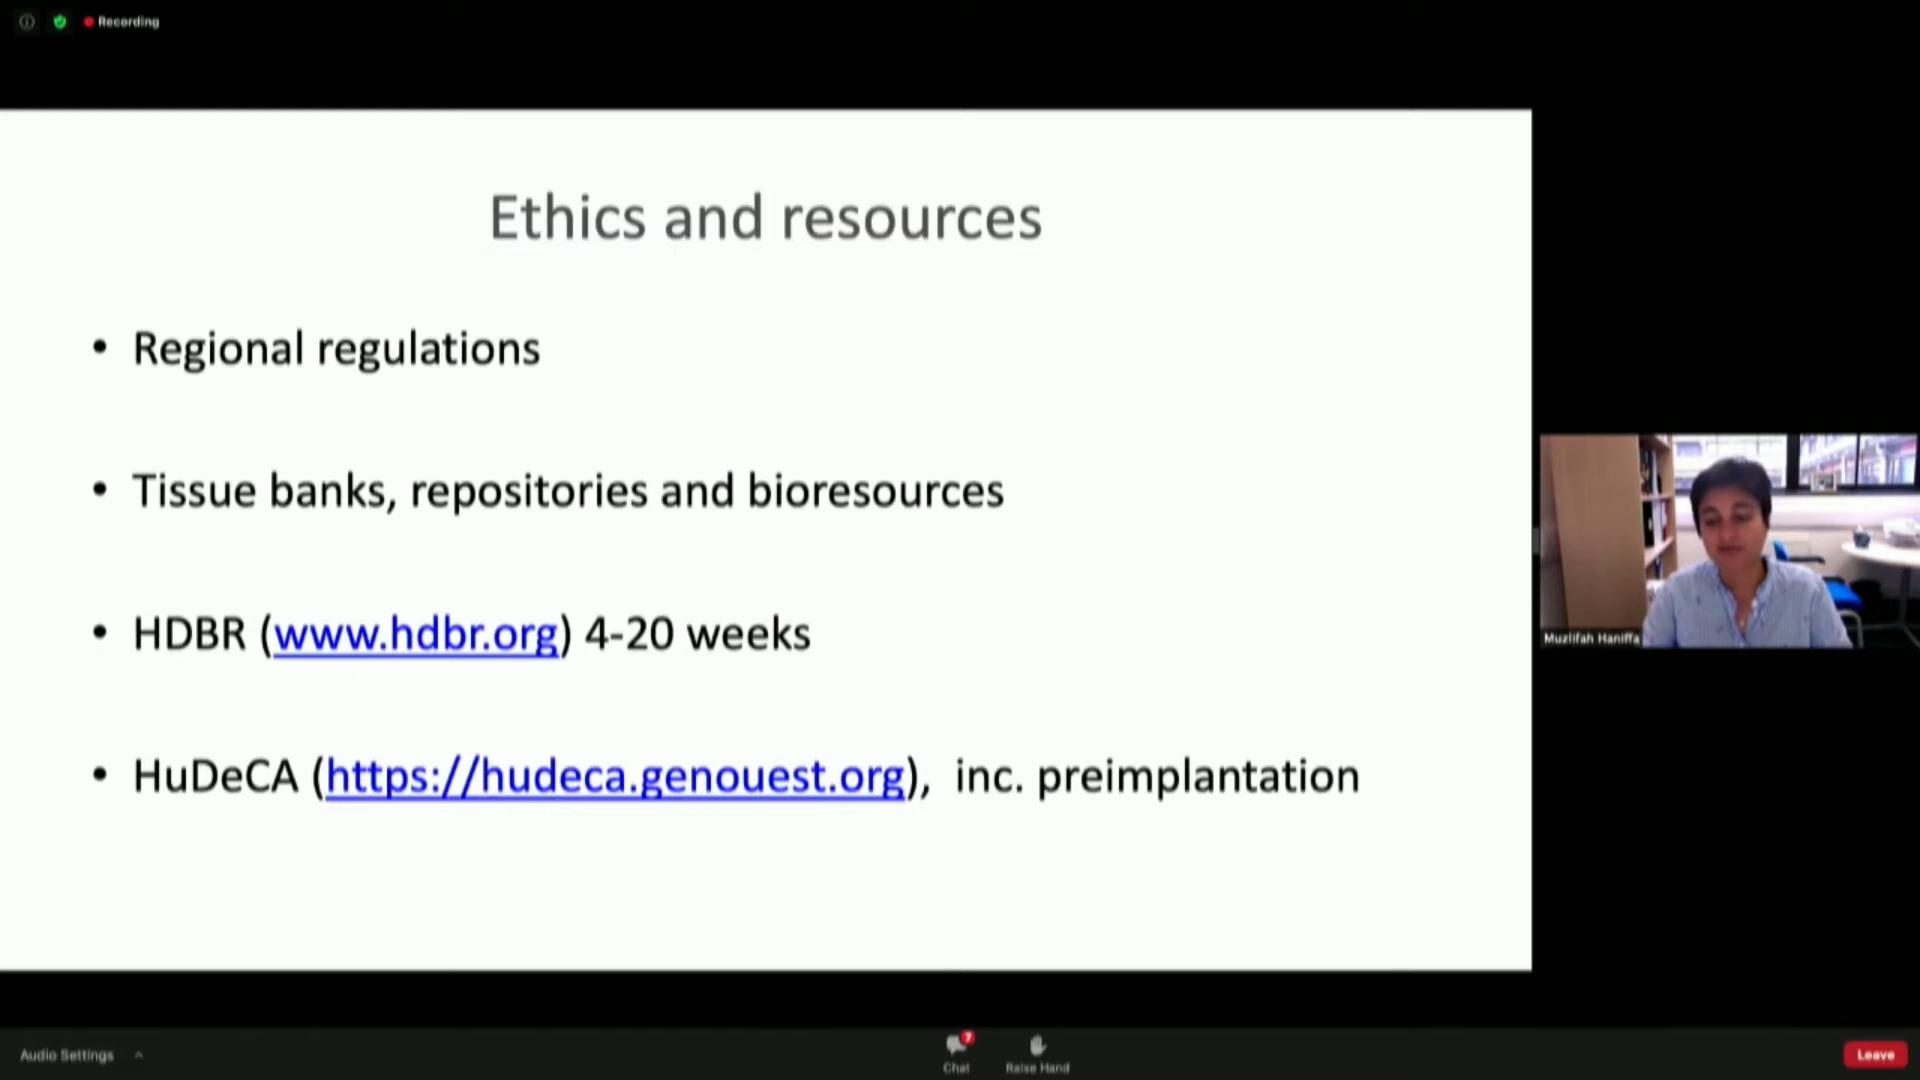 Recording
Ethics and resources
• Regional regulations
• Tissue banks, repositories and bioresources
• HDBR (www.hdbr.org) 4-20 weeks
• HuDeCA (https://hudeca.genouest.org), inc. preimplantation
Muzlifah Haniffa
Audio Settings
7
Chat
Raise Hand
Leave